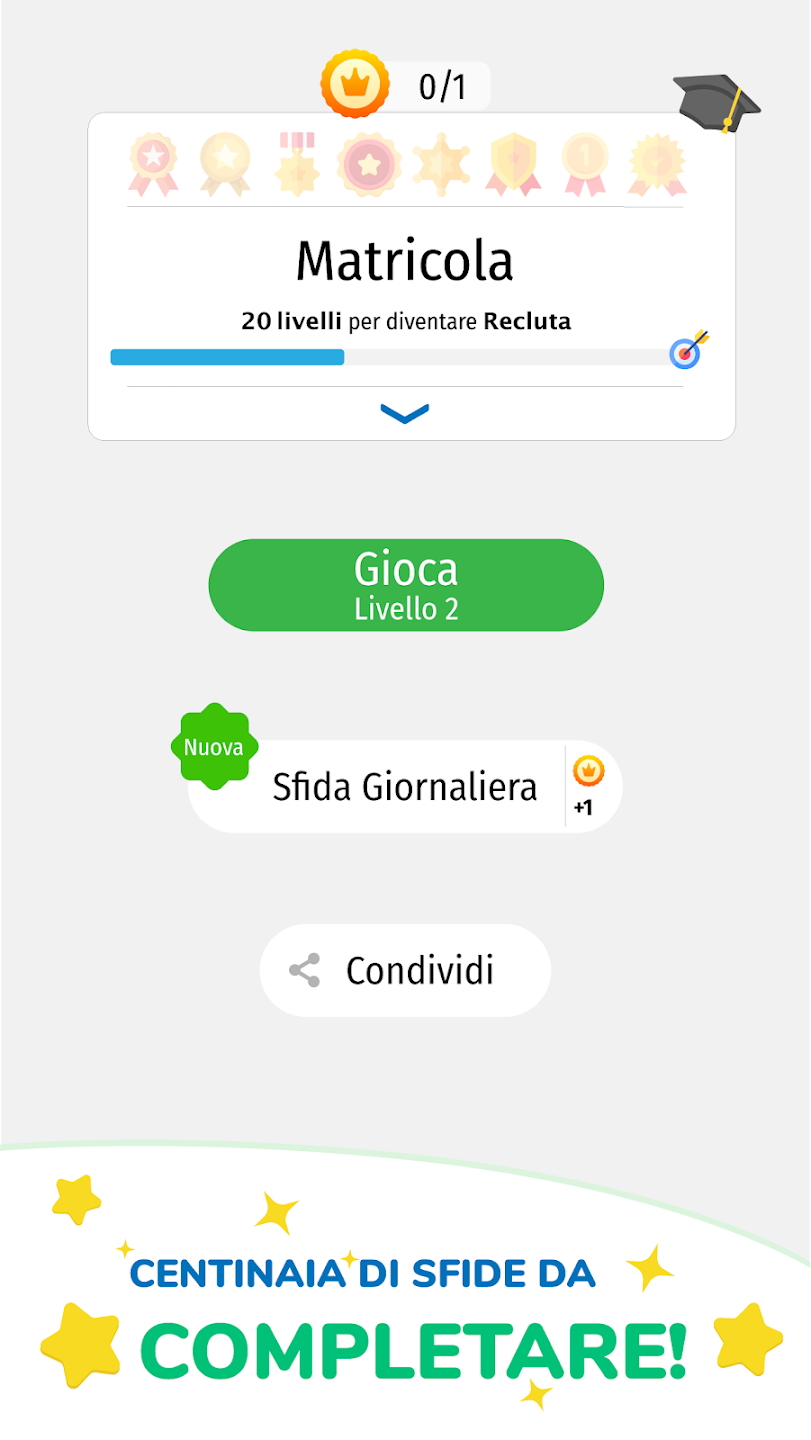 0/1
1
Matricola
20 livelli per diventare Recluta
Gioca
Livello 2
Nuova
Sfida Giornaliera
+1
Condividi
CENTINAIA DI SFIDE DA
COMPLETARE!